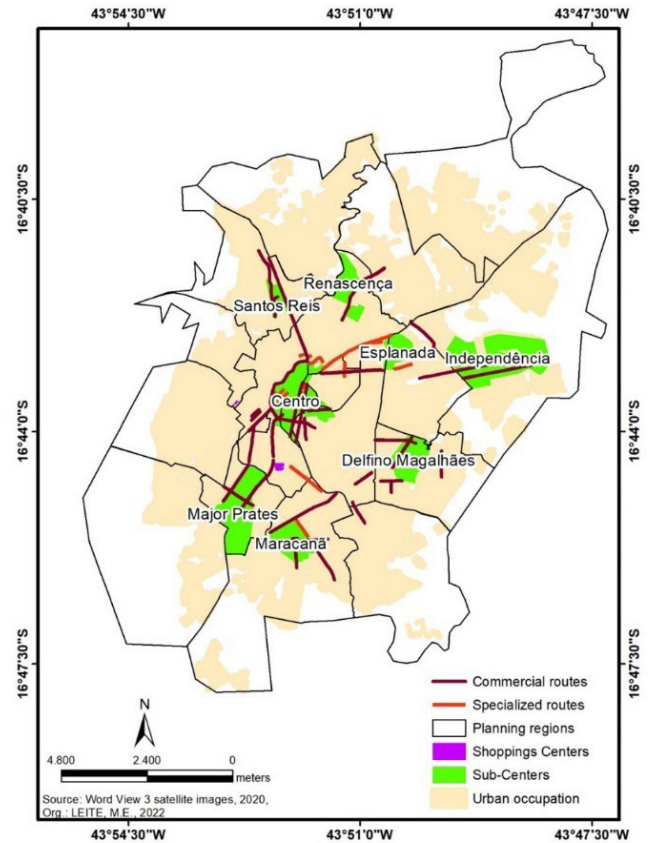 43°54'30"W 43°51'0"W 43°47'30"W
16°40'30"S 16°40'30"S
Renascença
Santos Reis
Esplanada
Independência
Centro
16°44'0"S 16°44'0"S
Delfino Magalhães
Major Prates
Maracanã
16°47'30"S 16°47'30"S
Commercial routes
Specialized routes
Planning regions
Shoppings Centers
Sub-Centers
Urban occupation
N
4.800 2.400 0
meters
Source: Word View 3 satellite images, 2020,
Org.: LEITE, M.E., 2022
43°54'30"W 43°51'0"W 43°47'30"W